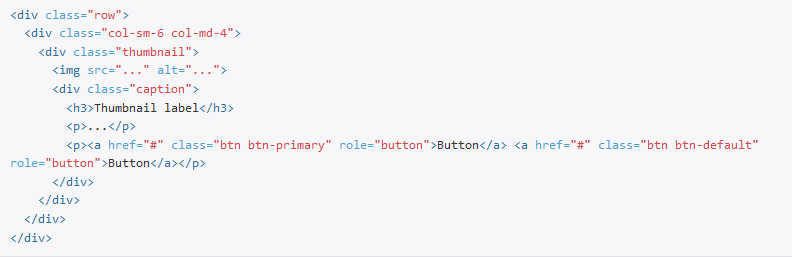 <div class="row">
  <div class="col-sm-6 col-md-4">
    <div class="thumbnail">
      <img src="..." alt="...">
      <div class="caption">
        <h3>Thumbnail label</h3>
        <p>...</p>
        <p><a href="#" class="btn btn-primary" role="button">Button</a> <a href="#" class="btn btn-default"
role="button">Button</a></p>
      </div>
    </div>
  </div>
</div>